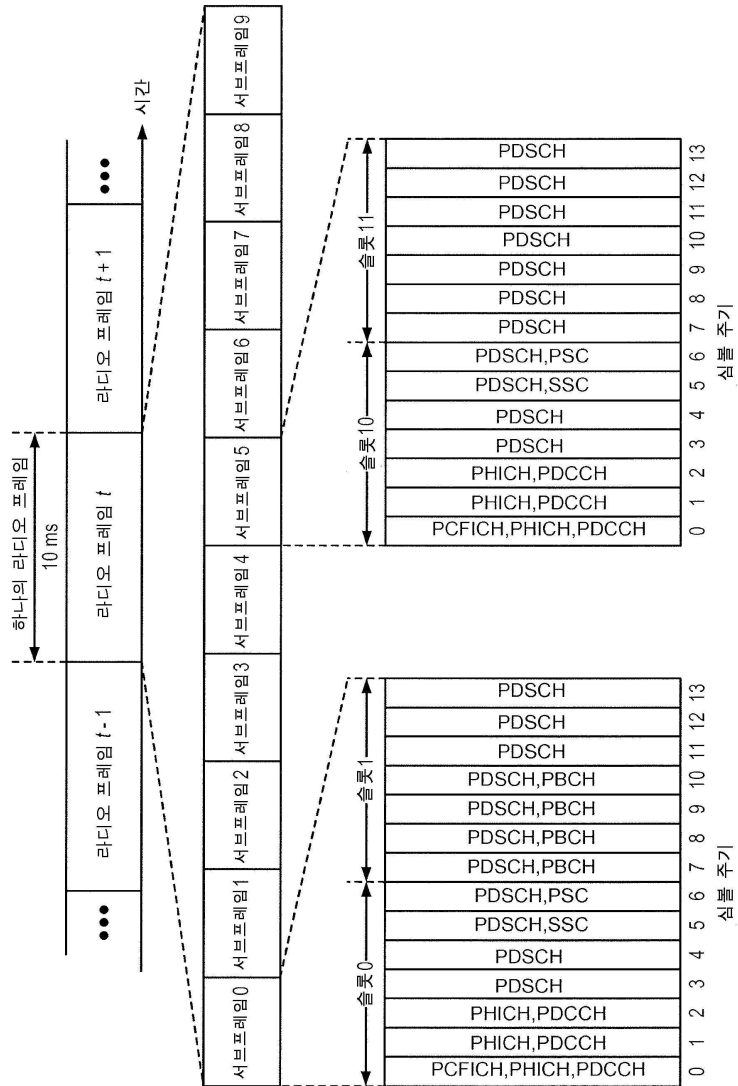 하나의 라디오 프레임
10 ms
●●●
라디오 프레임 t - 1
라디오 프레임 t
라디오 프레임 t + 1
●●●
시간
서브프레임0
서브프레임1
서브프레임2
서브프레임3
서브프레임4
서브프레임5
서브프레임6
서브프레임7
서브프레임8
서브프레임9
슬롯0
슬롯1
PCFICH,PHICH,PDCCH
PHICH,PDCCH
PHICH,PDCCH
PDSCH
PDSCH
PDSCH,SSC
PDSCH,PSC
PDSCH,PBCH
PDSCH,PBCH
PDSCH,PBCH
PDSCH,PBCH
PDSCH
PDSCH
PDSCH
0 1 2 3 4 5 6 7 8 9 10 11 12 13
심볼 주기
슬롯10
슬롯11
PCFICH,PHICH,PDCCH
PHICH,PDCCH
PHICH,PDCCH
PDSCH
PDSCH
PDSCH,SSC
PDSCH,PSC
PDSCH
PDSCH
PDSCH
PDSCH
PDSCH
PDSCH
PDSCH
0 1 2 3 4 5 6 7 8 9 10 11 12 13
심볼 주기